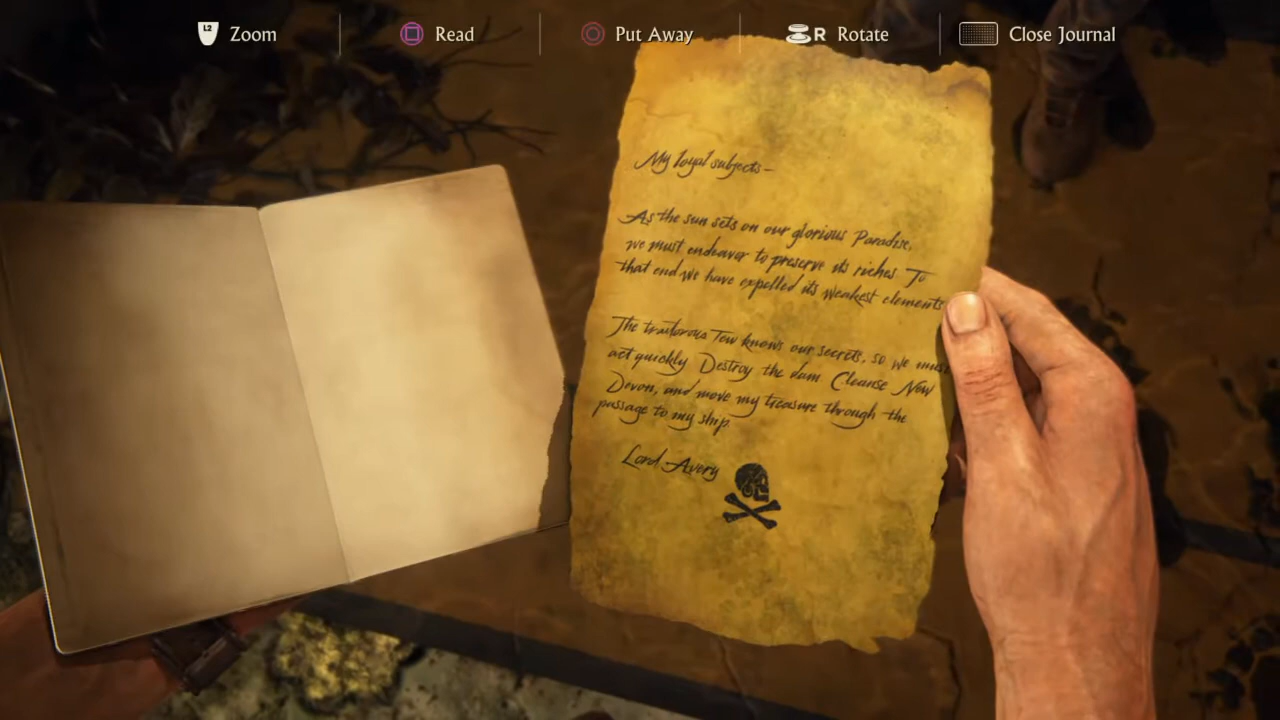 L2 Zoom Read Put Away R Rotate Close Journal
My loyal subjects-
As the sun sets on our glorious Paradise,
we must endeavor to preserve its riches. To
that end we have expelled its weakest elements.
The traitorous Tew knows our secrets, so we must
act quickly. Destroy the dam. Cleanse New
Devon, and move my treasure through the
passage to my ship.
Lord Avery